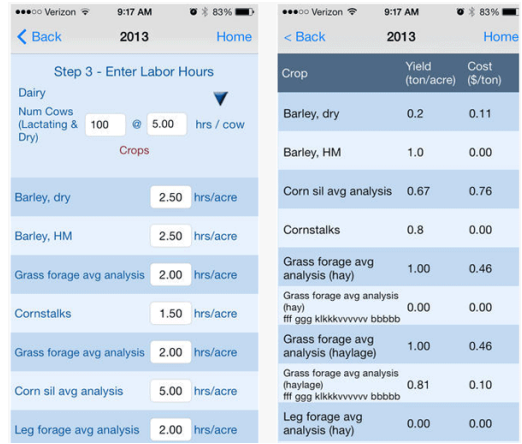 Verizon 9:17 AM 83%
Back 2013 Home
Step 3 - Enter Labor Hours
Dairy
Num Cows
(Lactating &
Dry)
100 @ 5.00 hrs / cow
Crops
Barley, dry 2.50 hrs/acre
Barley, HM 2.50 hrs/acre
Grass forage avg analysis 2.00 hrs/acre
Cornstalks 1.50 hrs/acre
Grass forage avg analysis 2.00 hrs/acre
Corn sil avg analysis 5.00 hrs/acre
Leg forage avg analysis 2.00 hrs/acre
Verizon 9:17 AM 83%
< Back 2013 Home
Crop Yield Cost
(ton/acre) ($/ton)
Barley, dry 0.2 0.11
Barley, HM 1.0 0.00
Corn sil avg analysis 0.67 0.76
Cornstalks 0.8 0.00
Grass forage avg
analysis (hay) 1.00 0.46
Grass forage avg analysis
(hay) 0.00 0.00
fff ggg klkkkvvvvvv bbbbb
Grass forage avg
analysis (haylage) 1.00 0.46
Grass forage avg analysis
(haylage) 0.81 0.10
fff ggg klkkkvvvvvv bbbbb
Leg forage avg
analysis (hay) 0.00 0.00